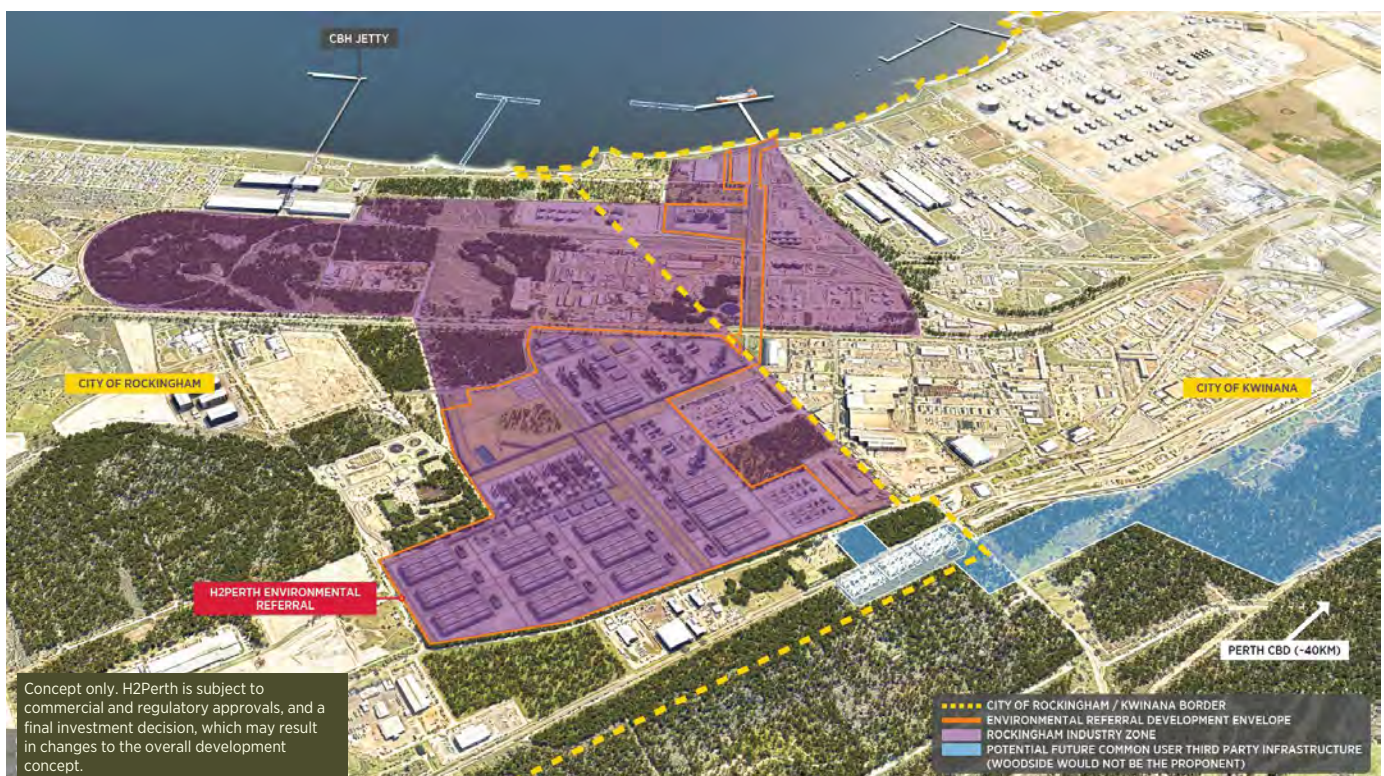 CBH JETTY
CITY OF ROCKINGHAM
CITY OF KWINANA
H2PERTH ENVIRONMENTAL
REFERRAL
PERTH CBD (~40KM)
Concept only. H2Perth is subject to
commercial and regulatory approvals, and a
final investment decision, which may result
in changes to the overall development
concept.
CITY OF ROCKINGHAM / KWINANA BORDER
ENVIRONMENTAL REFERRAL DEVELOPMENT ENVELOPE
ROCKINGHAM INDUSTRY ZONE
POTENTIAL FUTURE COMMON USER THIRD PARTY INFRASTRUCTURE
(WOODSIDE WOULD NOT BE THE PROPONENT)